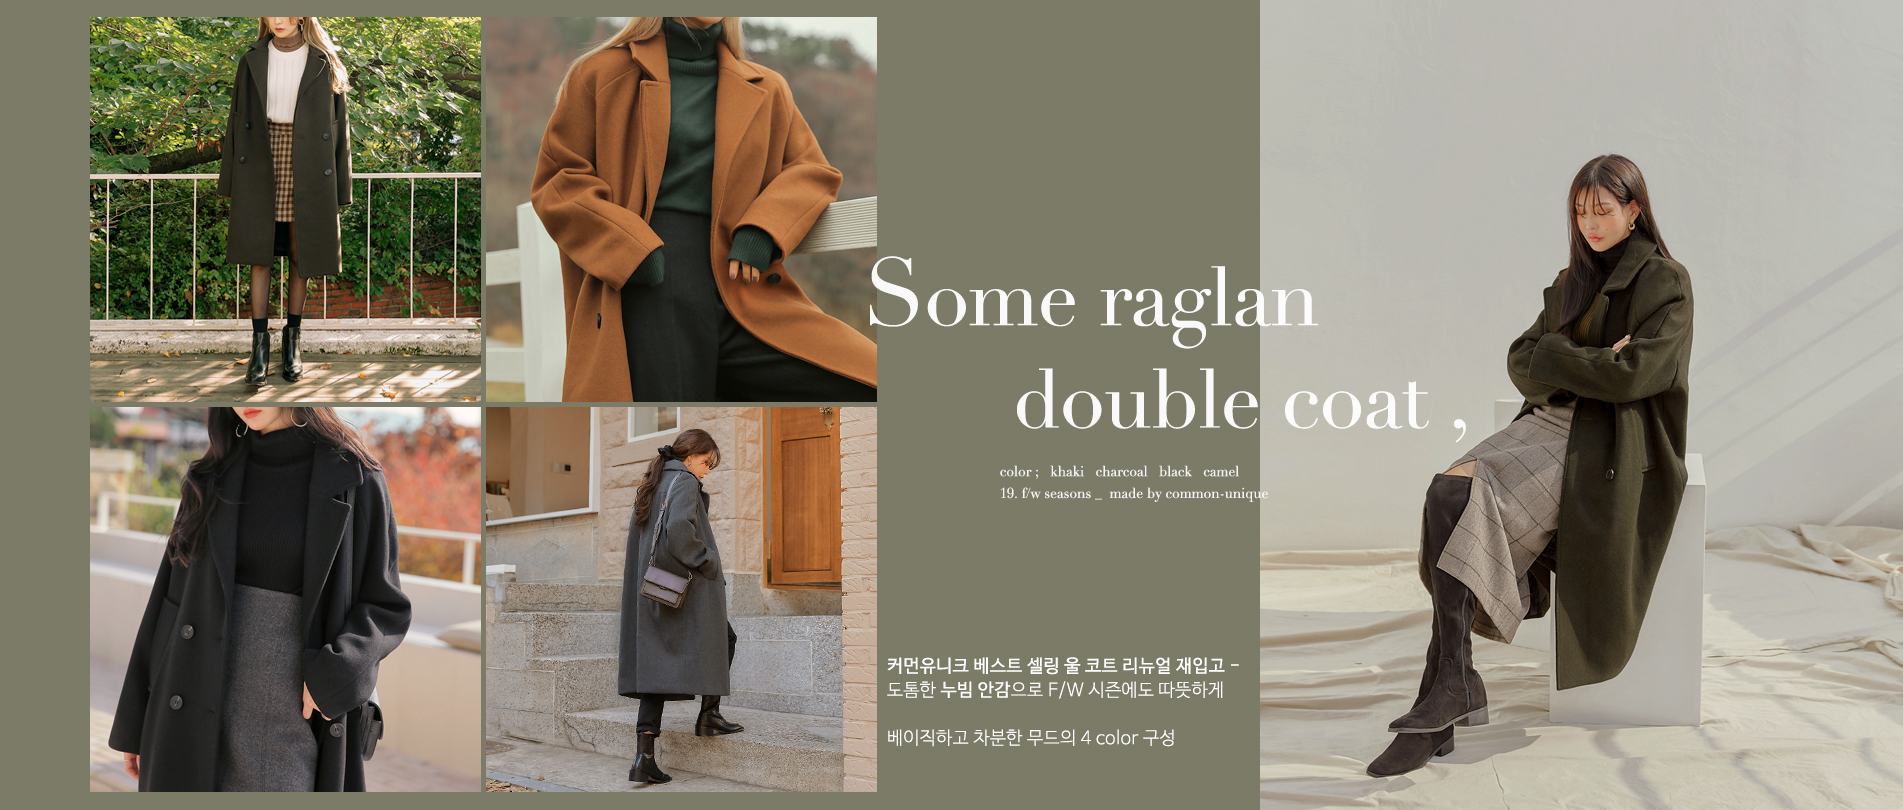 Some raglan
double coat ,
color ; khaki charcoal black camel
19. f/w seasons _ made by common-unique
커먼유니크 베스트 셀링 울 코트 리뉴얼 재입고 -
도톰한 누빔 안감으로 F/W 시즌에도 따뜻하게
베이직하고 차분한 무드의 4 color 구성